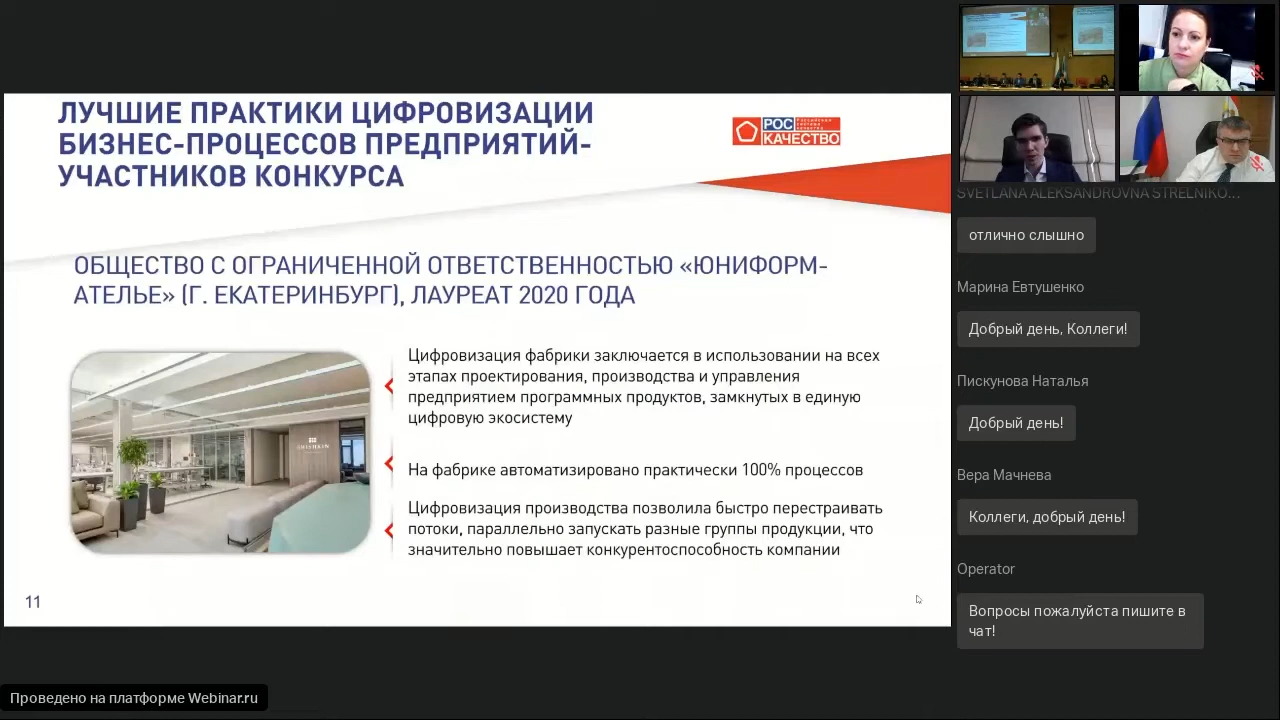 ЛУЧШИЕ ПРАКТИКИ ЦИФРОВИЗАЦИИ
БИЗНЕС-ПРОЦЕССОВ ПРЕДПРИЯТИЙ-
УЧАСТНИКОВ КОНКУРСА
РОС
КАЧЕСТВО
Российская
система
качества
ОБЩЕСТВО С ОГРАНИЧЕННОЙ ОТВЕТСТВЕННОСТЬЮ «ЮНИФОРМ-
АТЕЛЬЕ» (Г. ЕКАТЕРИНБУРГ), ЛАУРЕАТ 2020 ГОДА
Цифровизация фабрики заключается в использовании на всех
этапах проектирования, производства и управления
предприятием программных продуктов, замкнутых в единую
цифровую экосистему
На фабрике автоматизировано практически 100% процессов
Цифровизация производства позволила быстро перестраивать
потоки, параллельно запускать разные группы продукции, что
значительно повышает конкурентоспособность компании
11
Проведено на платформе Webinar.ru
SVETLANA ALEKSANDROVNA STRELNIKO...
отлично слышно
Марина Евтушенко
Добрый день, Коллеги!
Пискунова Наталья
Добрый день!
Вера Мачнева
Коллеги, добрый день!
Operator
Вопросы пожалуйста пишите в
чат!